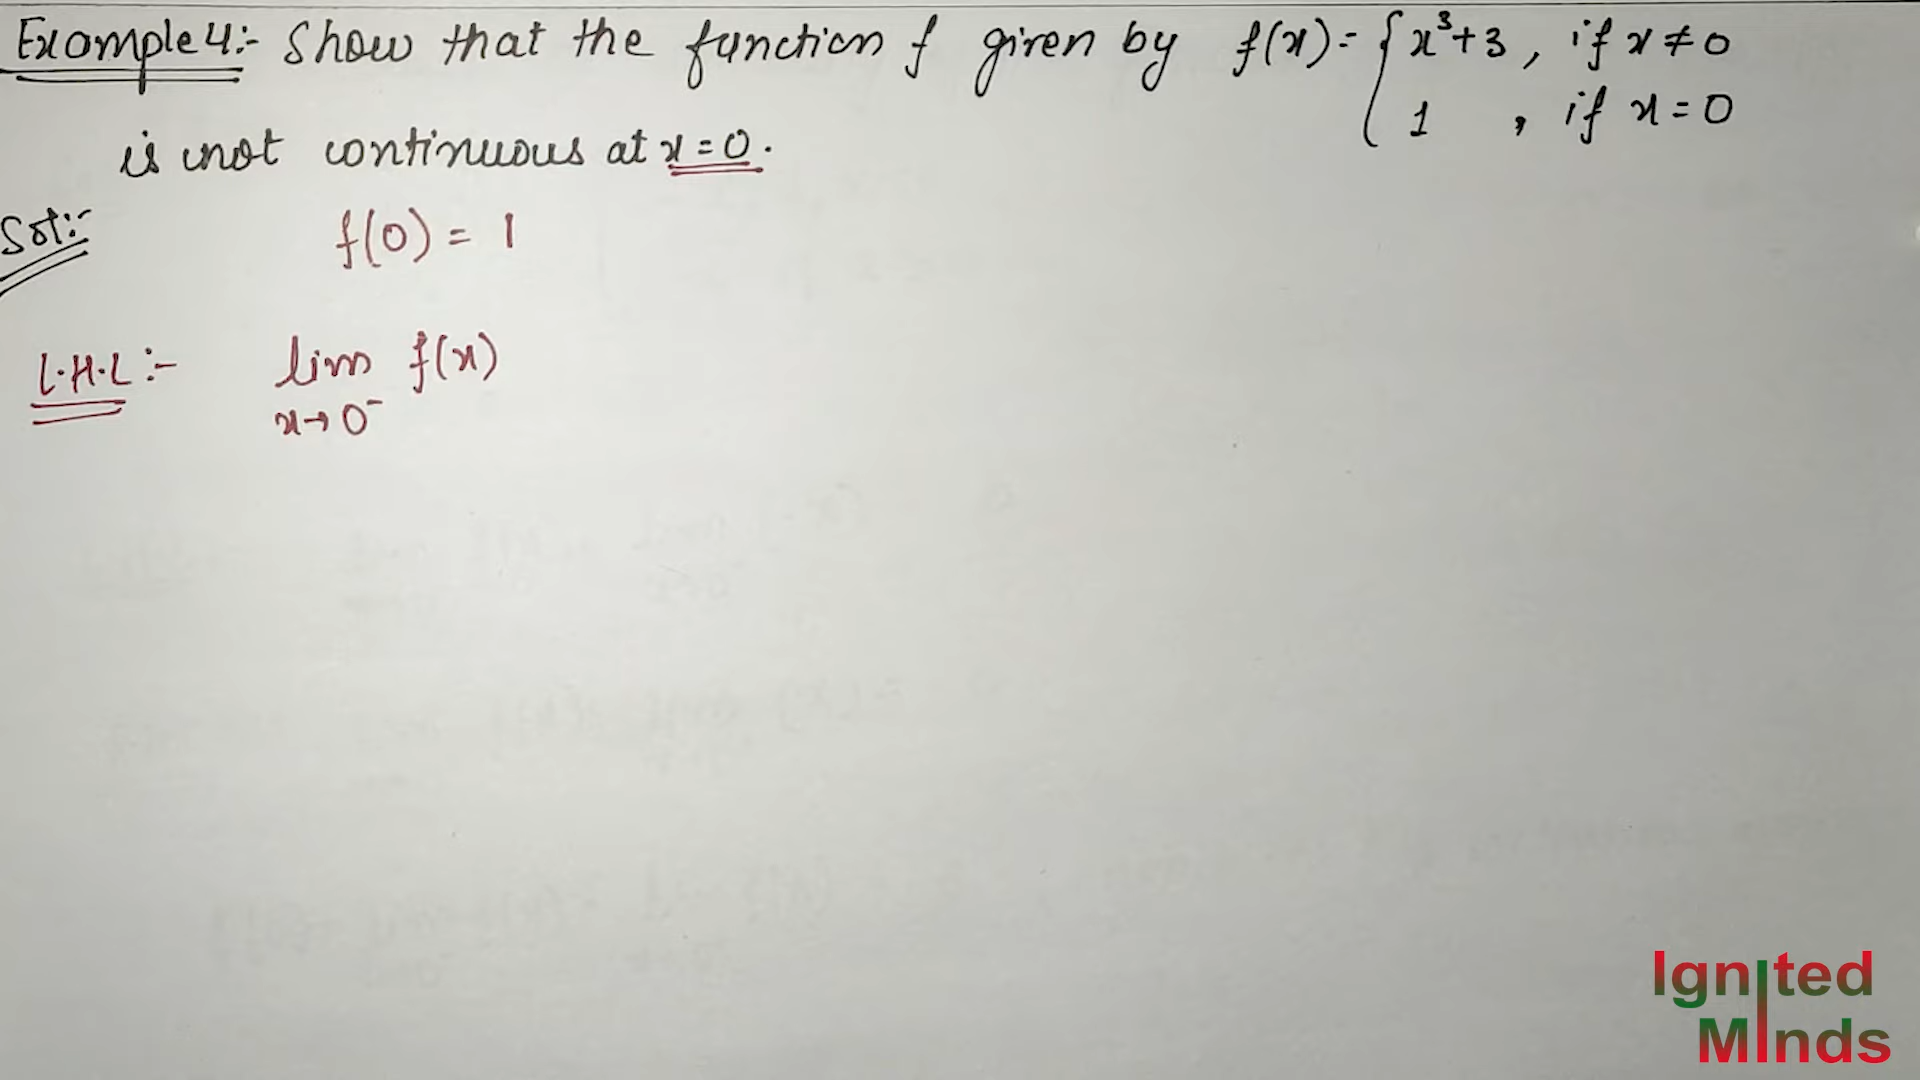 Example 4:- Show that the function f given by f(x) = { x³+3, if x ≠ 0
1 , if x = 0
is not continuous at x = 0.
Sol:-
f(0) = 1
L.H.L :- lim f(x)
x→0⁻
Ignited
Minds